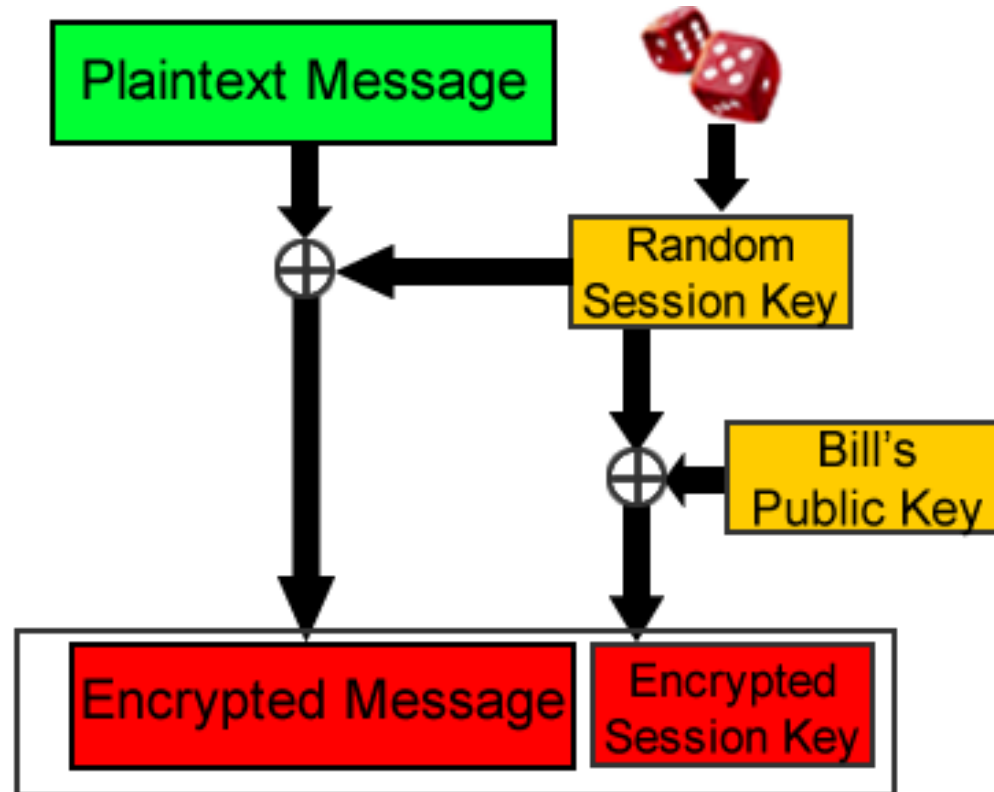 Plaintext Message
Random
Session Key
Bill's
Public Key
Encrypted Message
Encrypted
Session Key